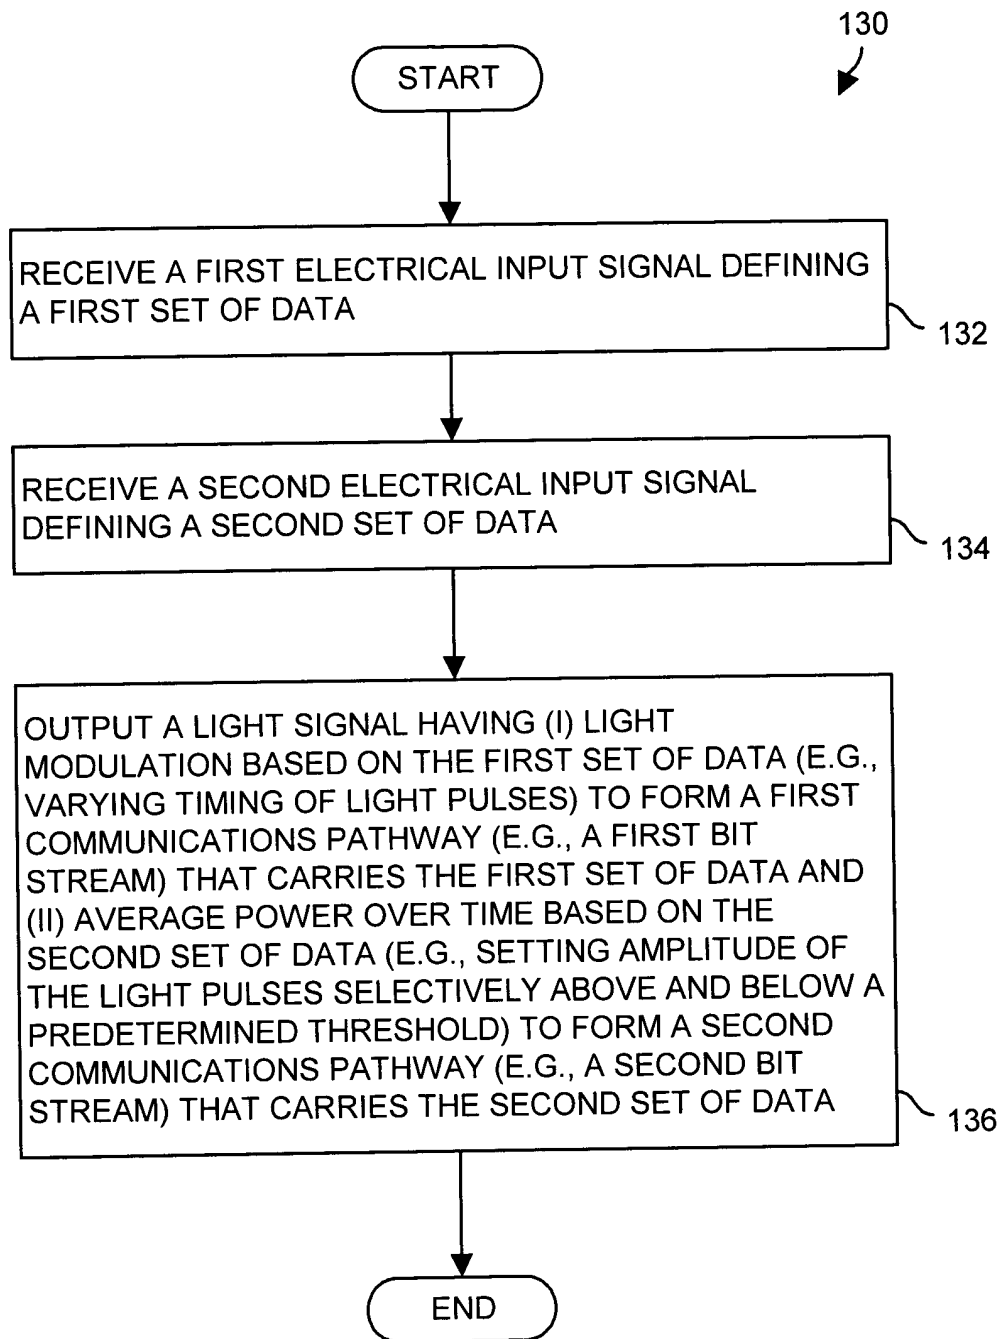 130
START
RECEIVE A FIRST ELECTRICAL INPUT SIGNAL DEFINING
A FIRST SET OF DATA
132
RECEIVE A SECOND ELECTRICAL INPUT SIGNAL
DEFINING A SECOND SET OF DATA
134
OUTPUT A LIGHT SIGNAL HAVING (I) LIGHT
MODULATION BASED ON THE FIRST SET OF DATA (E.G.,
VARYING TIMING OF LIGHT PULSES) TO FORM A FIRST
COMMUNICATIONS PATHWAY (E.G., A FIRST BIT
STREAM) THAT CARRIES THE FIRST SET OF DATA AND
(II) AVERAGE POWER OVER TIME BASED ON THE
SECOND SET OF DATA (E.G., SETTING AMPLITUDE OF
THE LIGHT PULSES SELECTIVELY ABOVE AND BELOW A
PREDETERMINED THRESHOLD) TO FORM A SECOND
COMMUNICATIONS PATHWAY (E.G., A SECOND BIT
STREAM) THAT CARRIES THE SECOND SET OF DATA
136
END